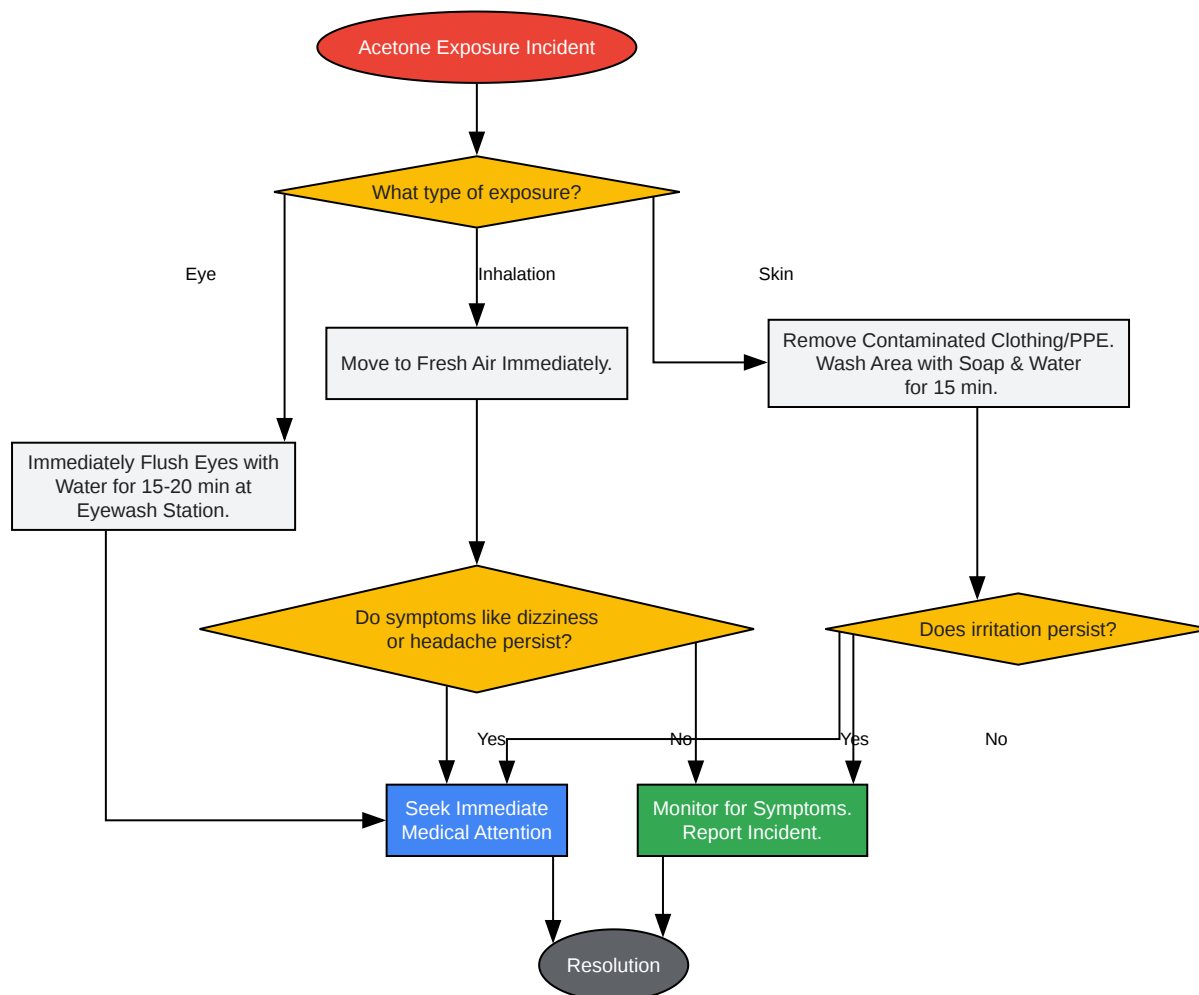 Acetone Exposure Incident
What type of exposure?
Eye
Inhalation
Skin
Move to Fresh Air Immediately.
Remove Contaminated Clothing/PPE.
Wash Area with Soap & Water
for 15 min.
Immediately Flush Eyes with
Water for 15-20 min at
Eyewash Station.
Do symptoms like dizziness
or headache persist?
Does irritation persist?
Yes
No
Yes
No
Seek Immediate
Medical Attention
Monitor for Symptoms.
Report Incident.
Resolution